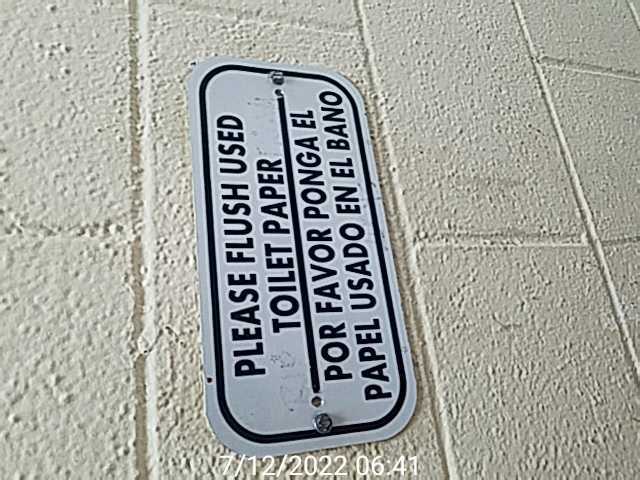 PLEASE FLUSH USED
TOILET PAPER
POR FAVOR PONGA EL
PAPEL USADO EN EL BANO
7/12/2022 06:41